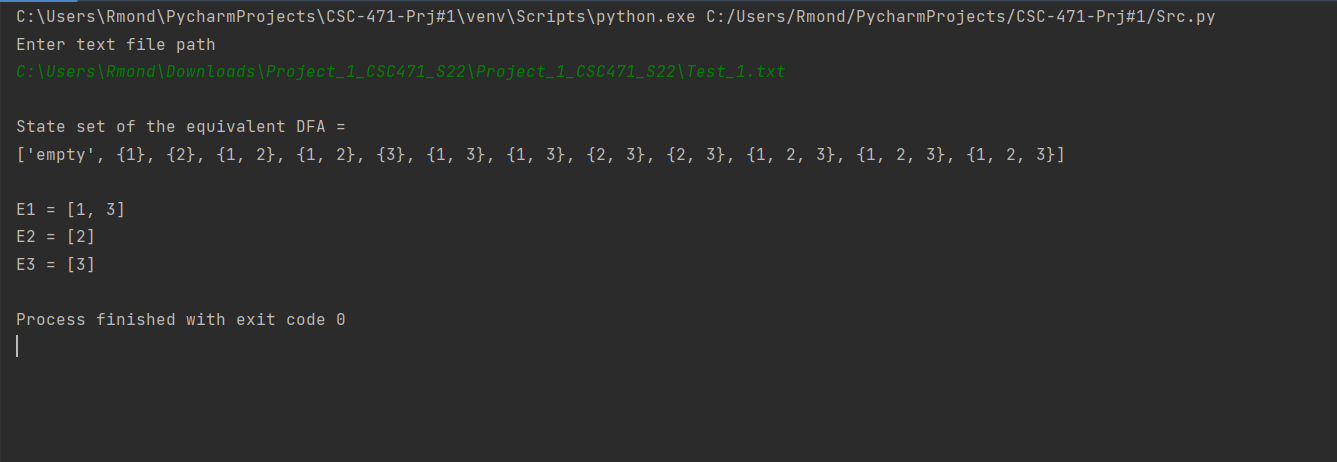 C:\Users\Rmond\PycharmProjects\CSC-471-Prj#1\venv\Scripts\python.exe C:/Users/Rmond/PycharmProjects/CSC-471-Prj#1/Src.py
Enter text file path
C:\Users\Rmond\Downloads\Project_1_CSC471_S22\Project_1_CSC471_S22\Test_1.txt
State set of the equivalent DFA =
['empty', {1}, {2}, {1, 2}, {1, 2}, {3}, {1, 3}, {1, 3}, {2, 3}, {2, 3}, {1, 2, 3}, {1, 2, 3}, {1, 2, 3}]
E1 = [1, 3]
E2 = [2]
E3 = [3]
Process finished with exit code 0